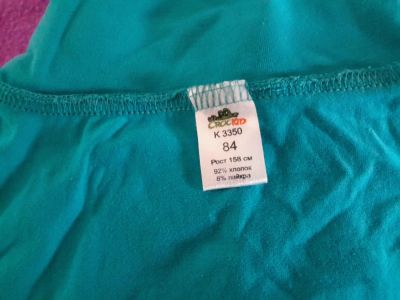 CROCKID
К 3350
84
Рост 158 см
92% хлопок
8% лайкра